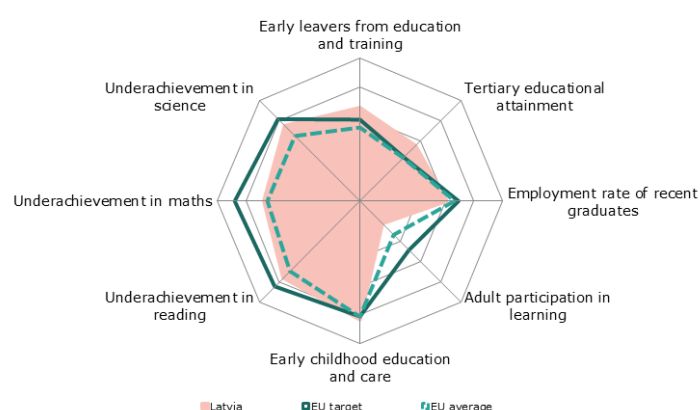 Early leavers from education
and training
Underachievement in
science
Tertiary educational
attainment
Underachievement in maths
Employment rate of recent
graduates
Underachievement in
reading
Adult participation in
learning
Early childhood education
and care
Latvia
EU target
EU average